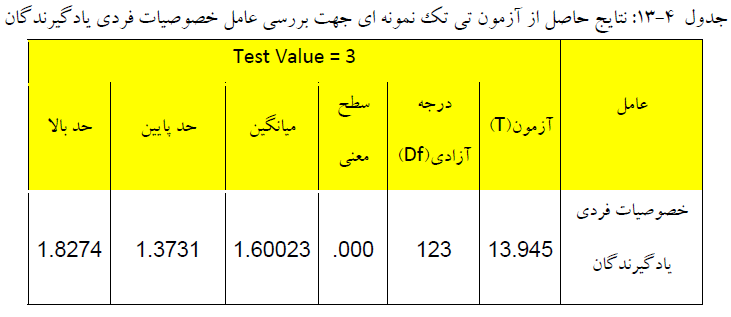 جدول ۴-۱۳: نتایج حاصل از آزمون تی تک نمونه ای جهت بررسی عامل خصوصیات فردی یادگیرندگان
Test Value = 3
عامل
آزمون(T)
درجه
آزادی(Df)
سطح
معنی
میانگین
حد پایین
حد بالا
خصوصیات فردی
یادگیرندگان
13.945
123
.000
1.60023
1.3731
1.8274